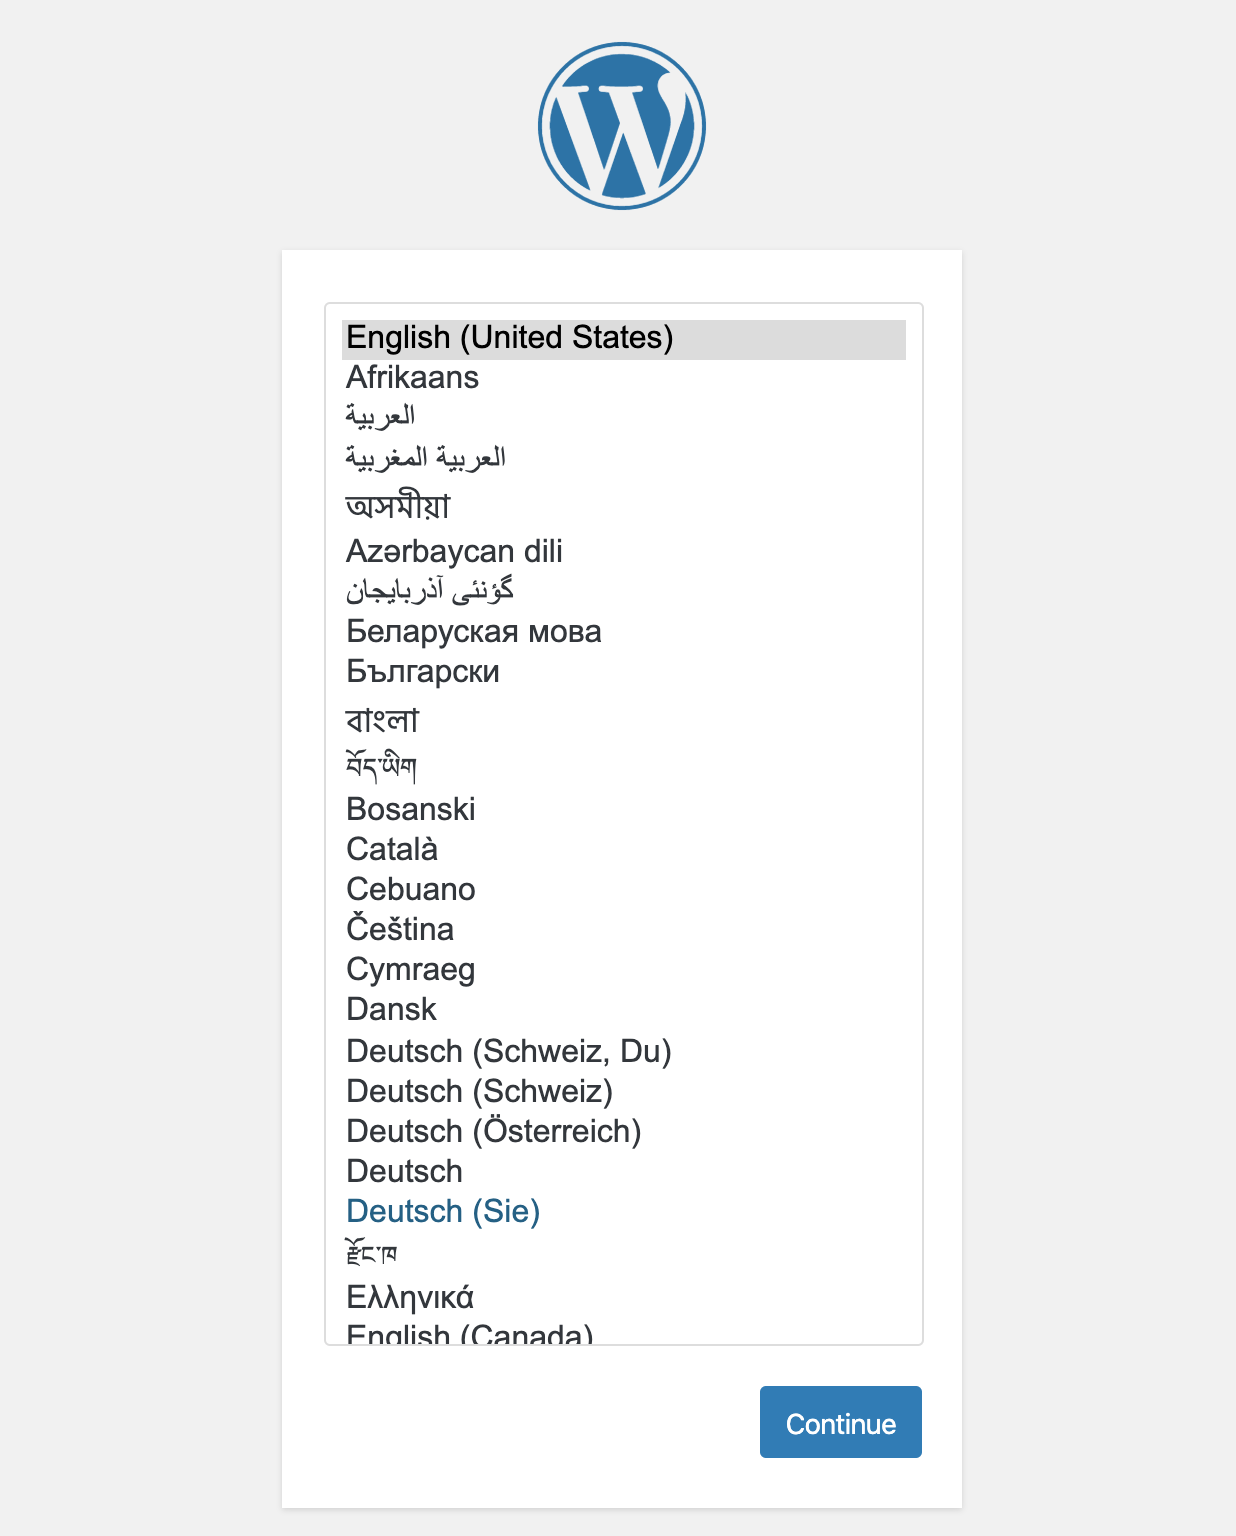 English (United States)
Afrikaans
العربية
العربية المغربية
অসমীয়া
Azərbaycan dili
گؤنئی آذربایجان
Беларуская мова
Български
বাংলা
བོད་ཡིག
Bosanski
Català
Cebuano
Čeština
Cymraeg
Dansk
Deutsch (Schweiz, Du)
Deutsch (Schweiz)
Deutsch (Österreich)
Deutsch
Deutsch (Sie)
རྫོང་ཁ
Ελληνικά
English (Canada)
Continue